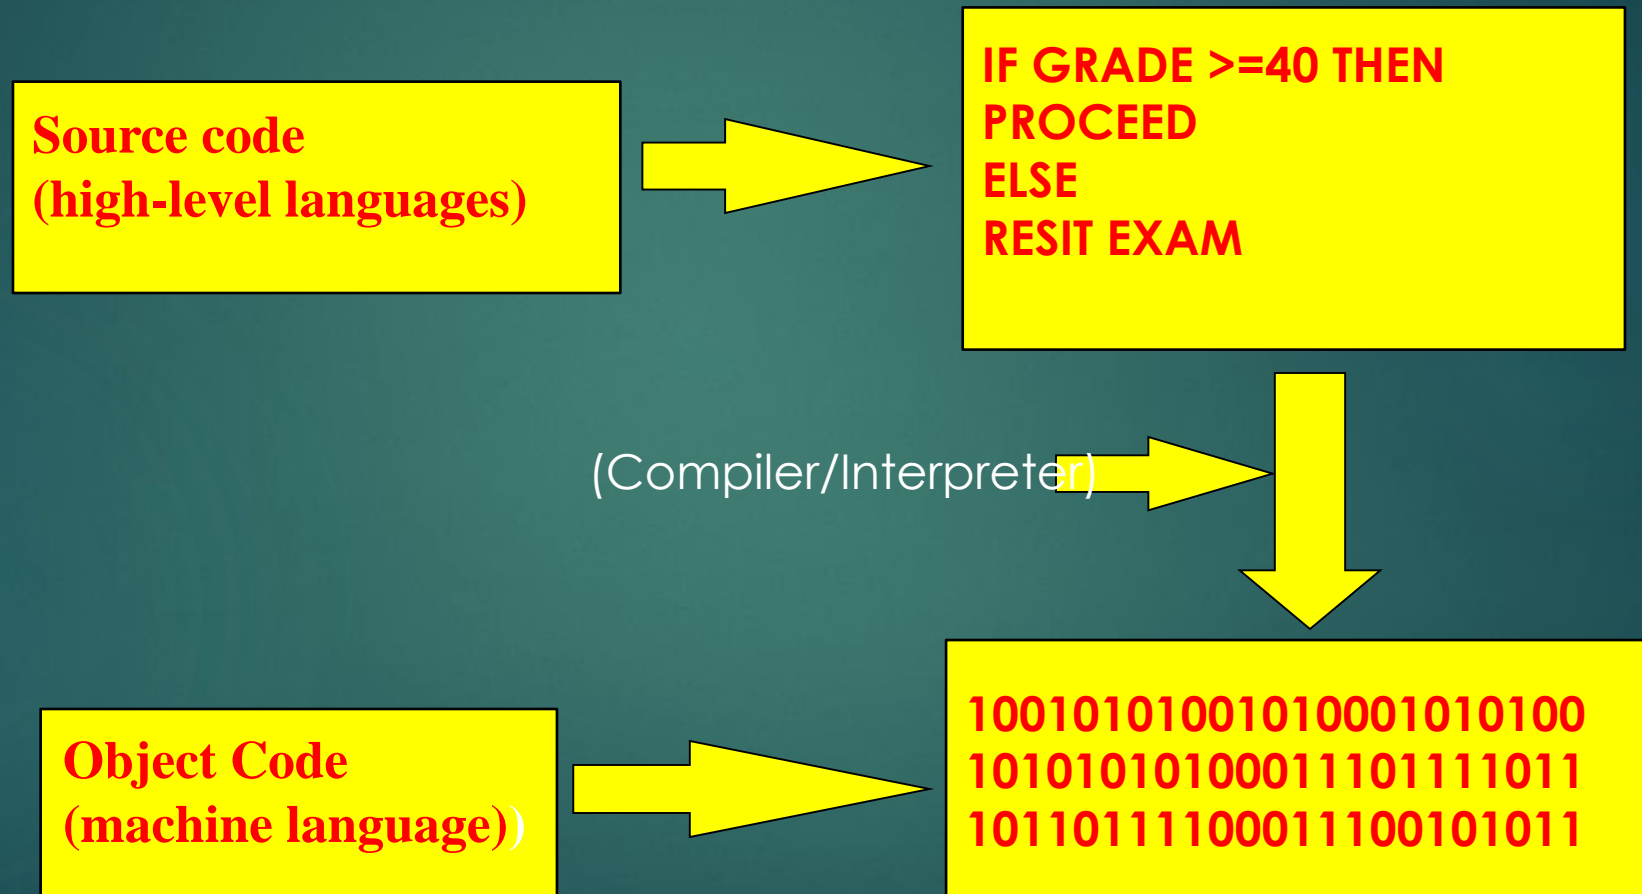 Source code
(high-level languages)
IF GRADE >=40 THEN
PROCEED
ELSE
RESIT EXAM
(Compiler/Interpreter)
Object Code
(machine language))
10010101001010001010100
10101010100011101111011
10110111100011100101011